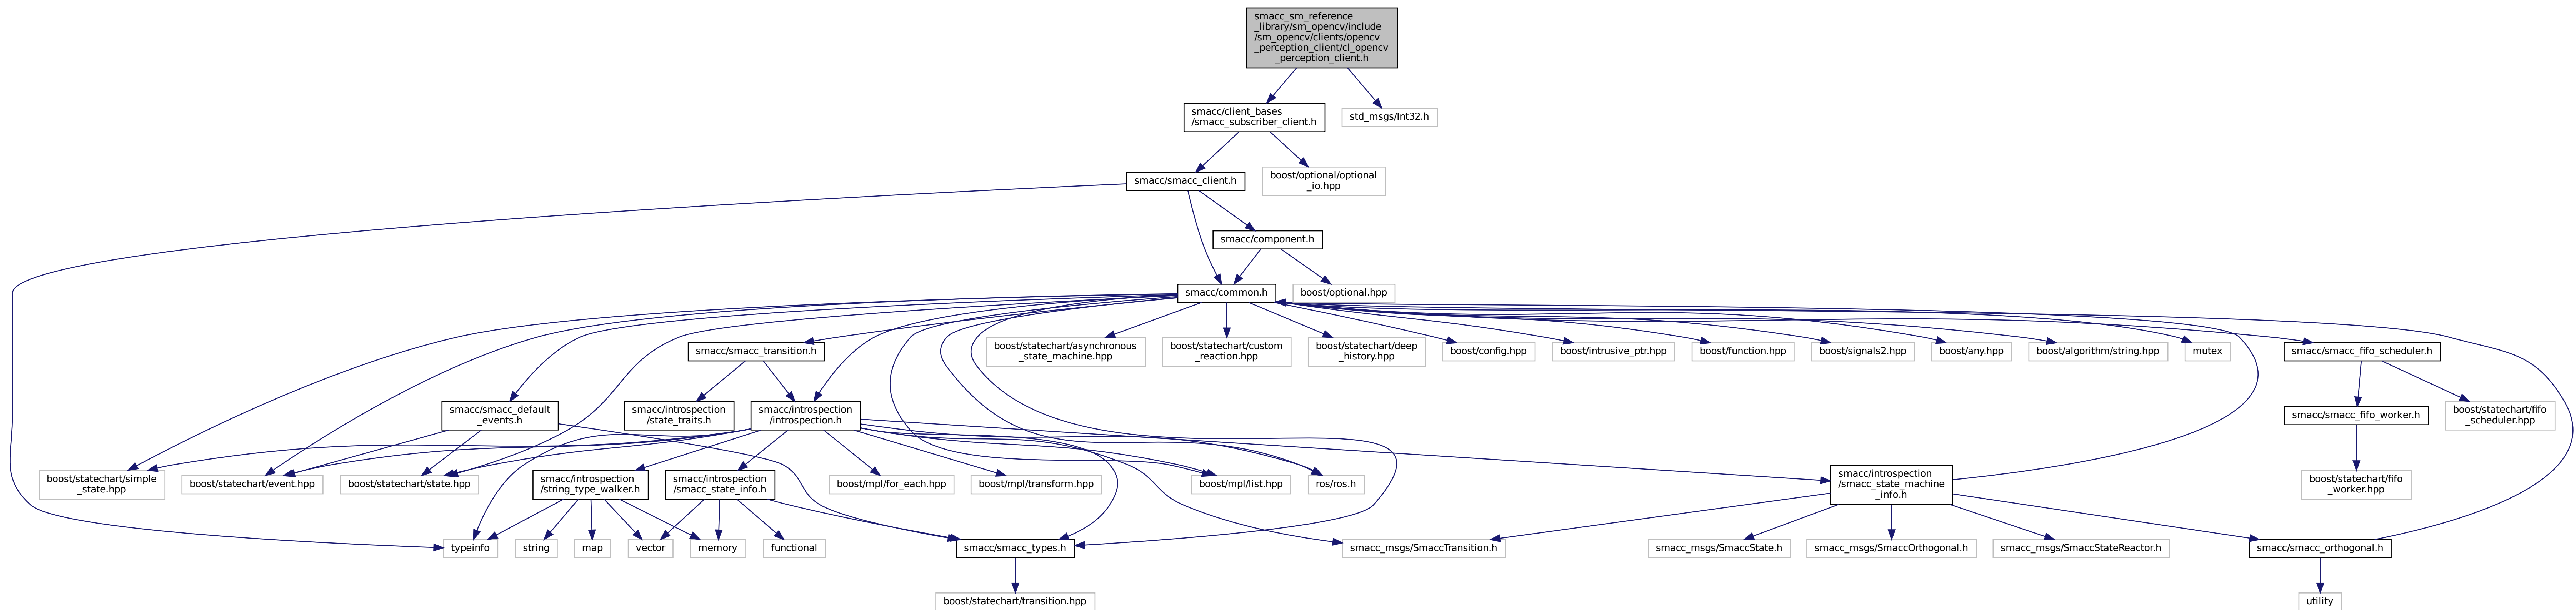 smacc_sm_reference
_library/sm_opencv/include
/sm_opencv/clients/opencv
_perception_client/cl_opencv
_perception_client.h
smacc/client_bases
/smacc_subscriber_client.h
std_msgs/Int32.h
smacc/smacc_client.h
boost/optional/optional
_io.hpp
smacc/component.h
smacc/common.h
boost/optional.hpp
smacc/smacc_transition.h
boost/statechart/asynchronous
_state_machine.hpp
boost/statechart/custom
_reaction.hpp
boost/statechart/deep
_history.hpp
boost/config.hpp
boost/intrusive_ptr.hpp
boost/function.hpp
boost/signals2.hpp
boost/any.hpp
boost/algorithm/string.hpp
mutex
smacc/smacc_fifo_scheduler.h
smacc/smacc_default
_events.h
smacc/introspection
/state_traits.h
smacc/introspection
/introspection.h
smacc/smacc_fifo_worker.h
boost/statechart/fifo
_scheduler.hpp
boost/statechart/simple
_state.hpp
boost/statechart/event.hpp
boost/statechart/state.hpp
smacc/introspection
/string_type_walker.h
smacc/introspection
/smacc_state_info.h
boost/mpl/for_each.hpp
boost/mpl/transform.hpp
boost/mpl/list.hpp
ros/ros.h
smacc/introspection
/smacc_state_machine
_info.h
boost/statechart/fifo
_worker.hpp
typeinfo
string
map
vector
memory
functional
smacc/smacc_types.h
smacc_msgs/SmaccTransition.h
smacc_msgs/SmaccState.h
smacc_msgs/SmaccOrthogonal.h
smacc_msgs/SmaccStateReactor.h
smacc/smacc_orthogonal.h
boost/statechart/transition.hpp
utility